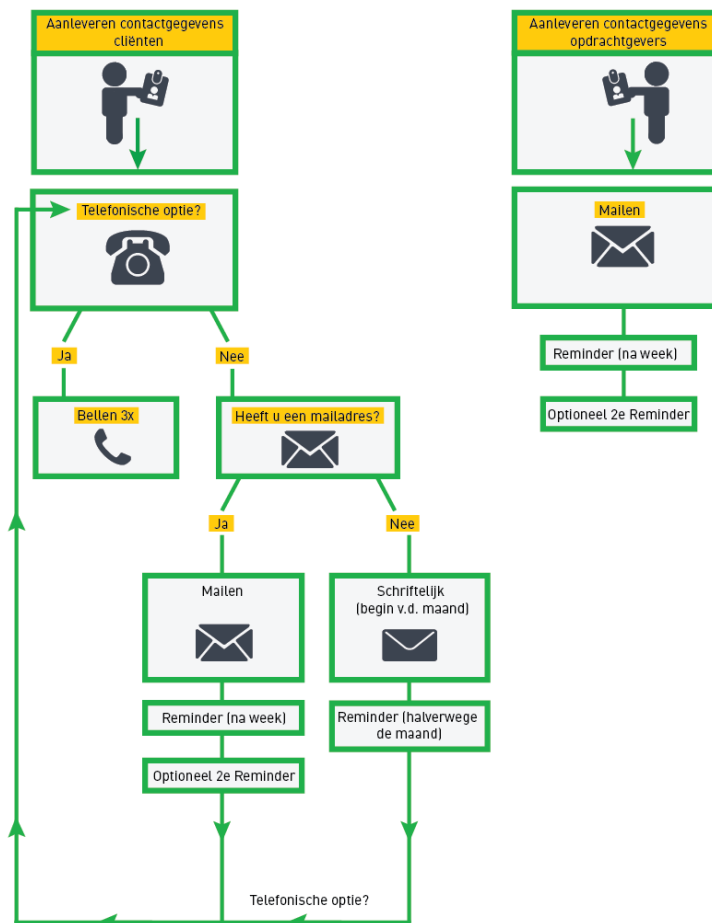 Aanleveren contactgegevens
cliënten
Aanleveren contactgegevens
opdrachtgevers
Telefonische optie?
Mailen
Ja
Nee
Reminder (na week)
Bellen 3x
Heeft u een mailadres?
Optioneel 2e Reminder
Ja
Nee
Mailen
Schriftelijk
(begin v.d. maand)
Reminder (na week)
Reminder (halverwege
de maand)
Optioneel 2e Reminder
Telefonische optie?